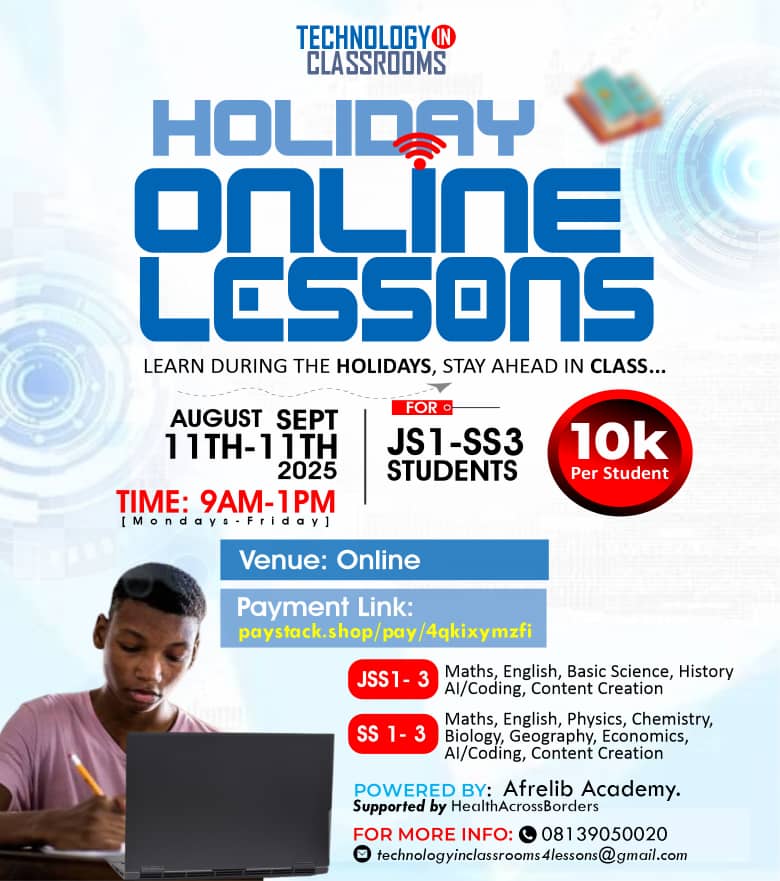 TECHNOLOGY IN
CLASSROOMS
HOLIDAY
ONLINE
LESSONS
LEARN DURING THE HOLIDAYS, STAY AHEAD IN CLASS...
AUGUST SEPT
11TH-11TH
2025
TIME: 9AM-1PM
[Mondays-Friday]
FOR
JS1-SS3
STUDENTS
10k
Per Student
Venue: Online
Payment Link:
paystack.shop/pay/4qkixymzfi
JSS1- 3
Maths, English, Basic Science, History
AI/Coding, Content Creation
SS 1- 3
Maths, English, Physics, Chemistry,
Biology, Geography, Economics,
AI/Coding, Content Creation
POWERED BY: Afrelib Academy.
Supported by HealthAcrossBorders
FOR MORE INFO: 08139050020
technologyinclassrooms4lessons@gmail.com